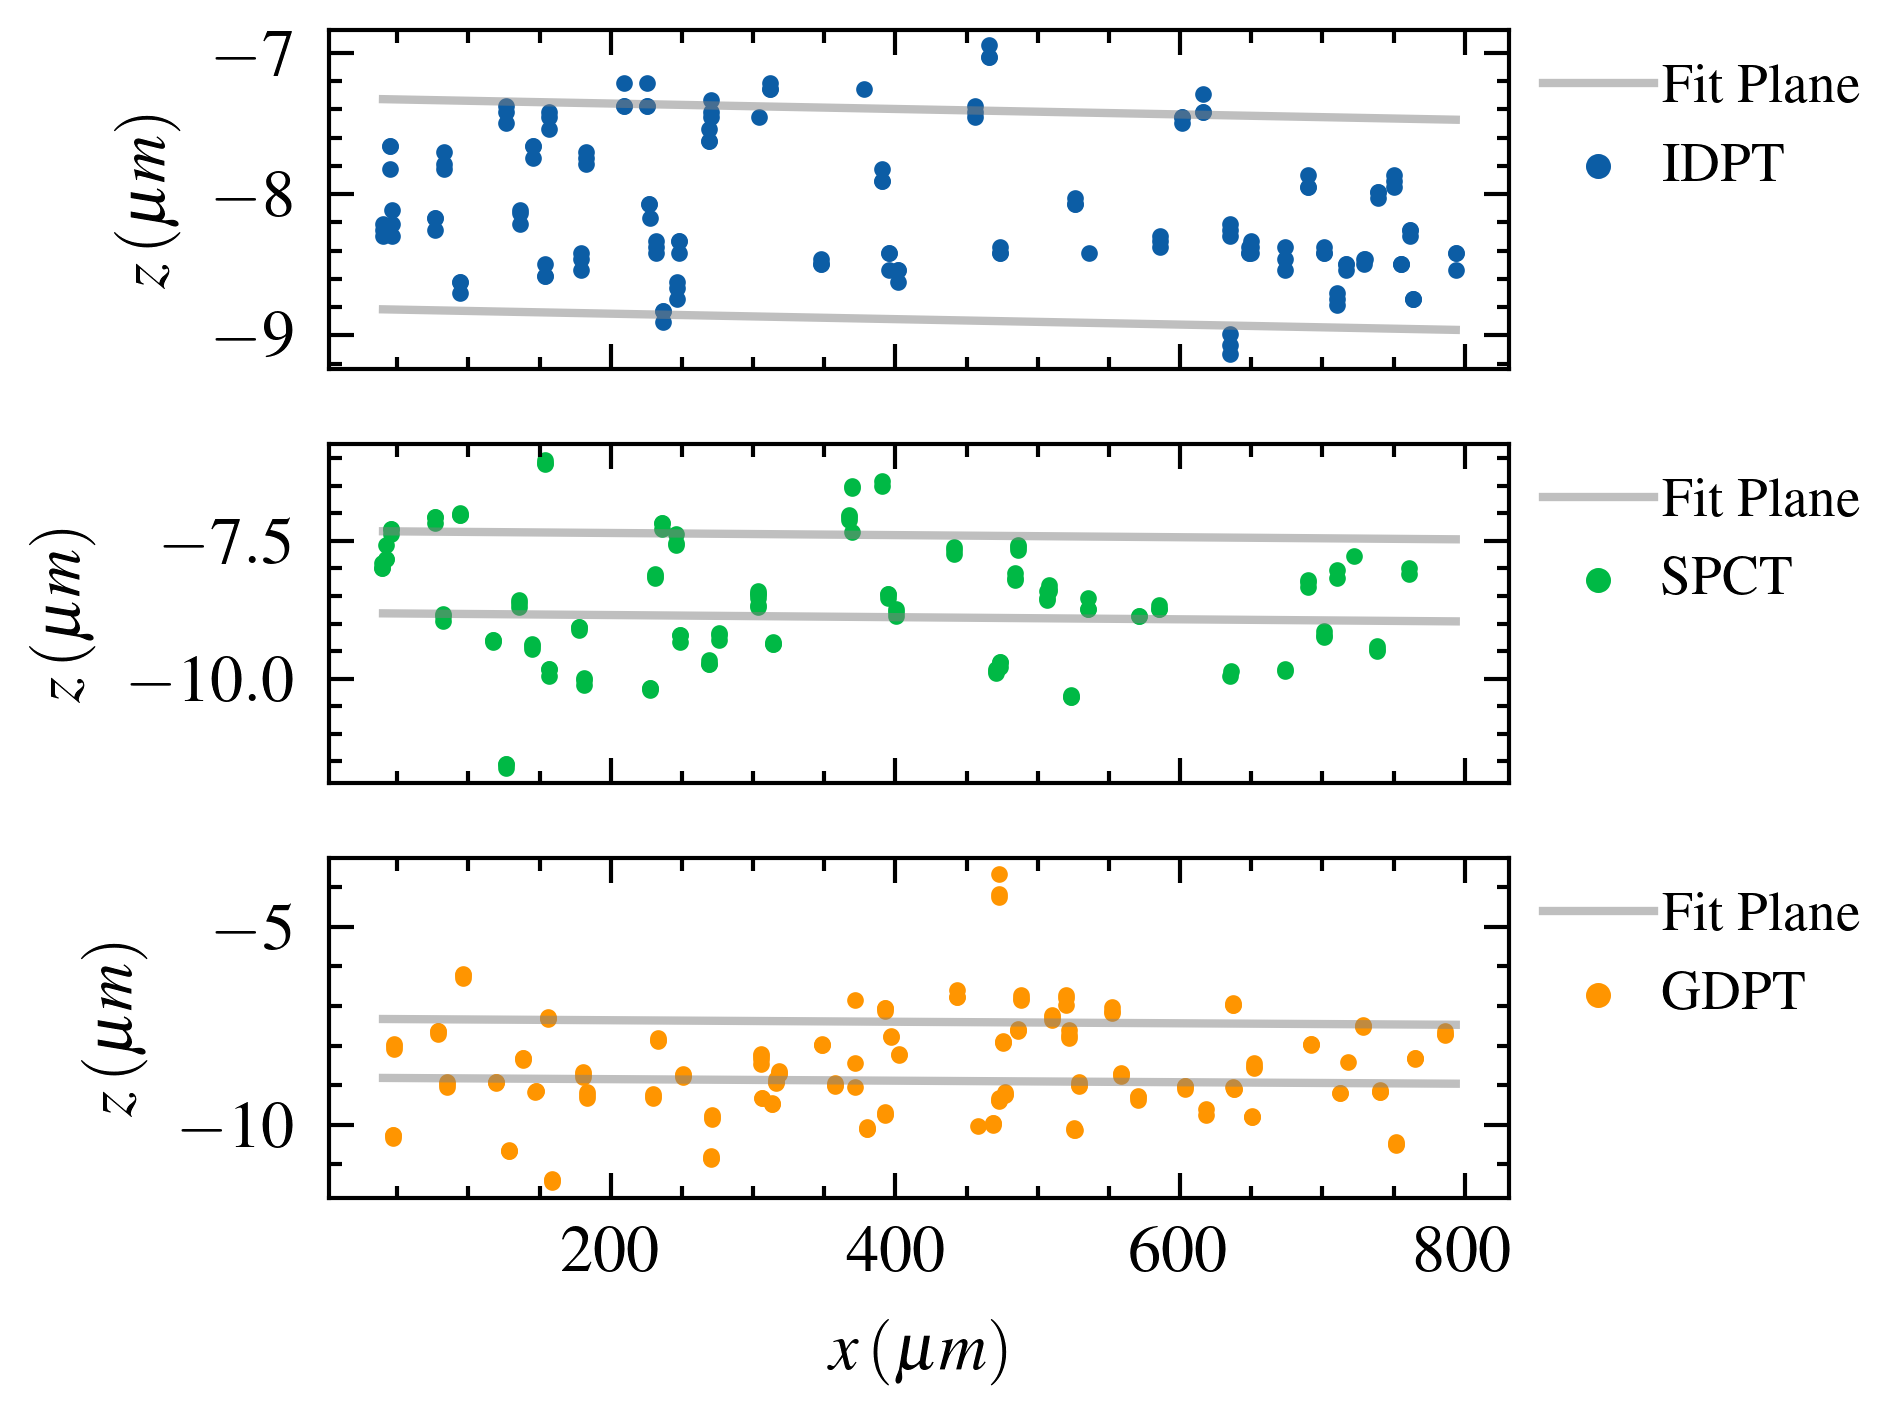 −7
−8
−9
z (μm)
Fit Plane
IDPT
−7.5
−10.0
z (μm)
Fit Plane
SPCT
−5
−10
z (μm)
Fit Plane
GDPT
200 400 600 800
x (μm)